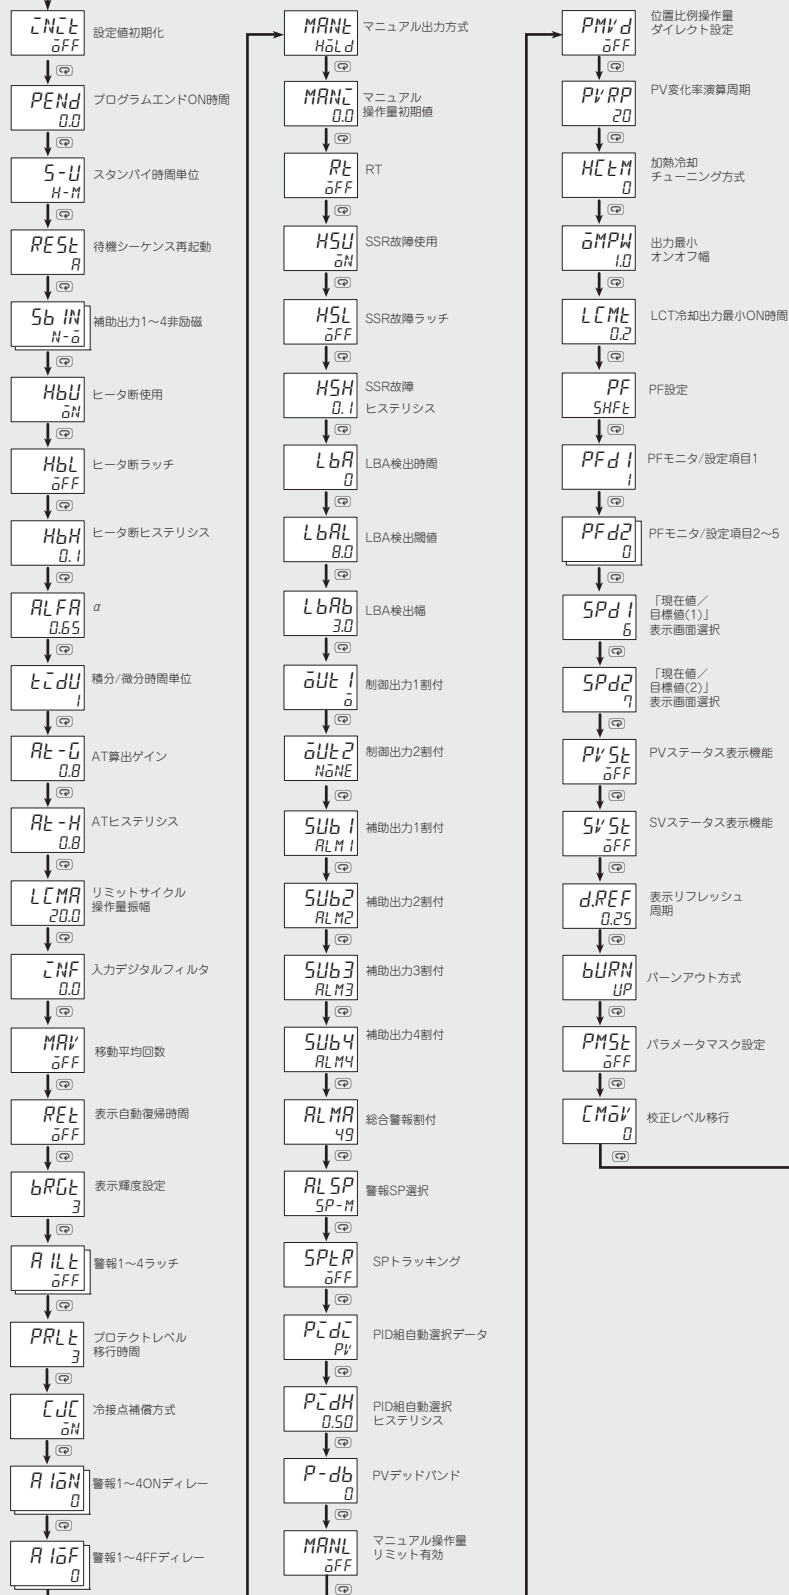 INIT
OFF
設定値初期化
PEND
0.0
プログラムエンドON時間
S-U
H-M
スタンバイ時間単位
REST
A
待機シーケンス再起動
SB1N
N-O
補助出力1〜4非励磁
HBU
ON
ヒータ断使用
HBL
OFF
ヒータ断ラッチ
HBH
0.1
ヒータ断ヒステリシス
ALFA
0.65
α
TIDU
1
積分/微分時間単位
AT-G
0.8
AT算出ゲイン
AT-H
0.8
ATヒステリシス
LCMA
20.0
リミットサイクル
操作量振幅
INF
0.0
入力デジタルフィルタ
MAV
OFF
移動平均回数
RET
OFF
表示自動復帰時間
BRGT
3
表示輝度設定
A1LT
OFF
警報1〜4ラッチ
PRLT
3
プロテクトレベル
移行時間
CJC
ON
冷接点補償方式
A1ON
0
警報1〜4ONディレー
A1OF
0
警報1〜4FFディレー
MANT
HOLD
マニュアル出力方式
MANI
0.0
マニュアル
操作量初期値
RT
OFF
RT
HSU
ON
SSR故障使用
HSL
OFF
SSR故障ラッチ
HSH
0.1
SSR故障
ヒステリシス
LBA
0
LBA検出時間
LBAL
8.0
LBA検出閾値
LBAB
3.0
LBA検出幅
OUT1
O
制御出力1割付
OUT2
NONE
制御出力2割付
SUB1
ALM1
補助出力1割付
SUB2
ALM2
補助出力2割付
SUB3
ALM3
補助出力3割付
SUB4
ALM4
補助出力4割付
ALMA
49
総合警報割付
ALSP
SP-M
警報SP選択
SPTR
OFF
SPトラッキング
PIDI
PV
PID組自動選択データ
PIDH
0.50
PID組自動選択
ヒステリシス
P-DB
0
PVデッドバンド
MANL
OFF
マニュアル操作量
リミット有効
PMVD
OFF
位置比例操作量
ダイレクト設定
PVRP
20
PV変化率演算周期
HCTM
0
加熱冷却
チューニング方式
OMPW
1.0
出力最小
オンオフ幅
LCMT
0.2
LCT冷却出力最小ON時間
PF
SHFT
PF設定
PFD1
1
PFモニタ/設定項目1
PFD2
0
PFモニタ/設定項目2〜5
SPD1
6
「現在値／
目標値(1)」
表示画面選択
SPD2
7
「現在値／
目標値(2)」
表示画面選択
PVST
OFF
PVステータス表示機能
SVST
OFF
SVステータス表示機能
D.REF
0.25
表示リフレッシュ
周期
BURN
UP
バーンアウト方式
PMST
OFF
パラメータマスク設定
CMOV
0
校正レベル移行